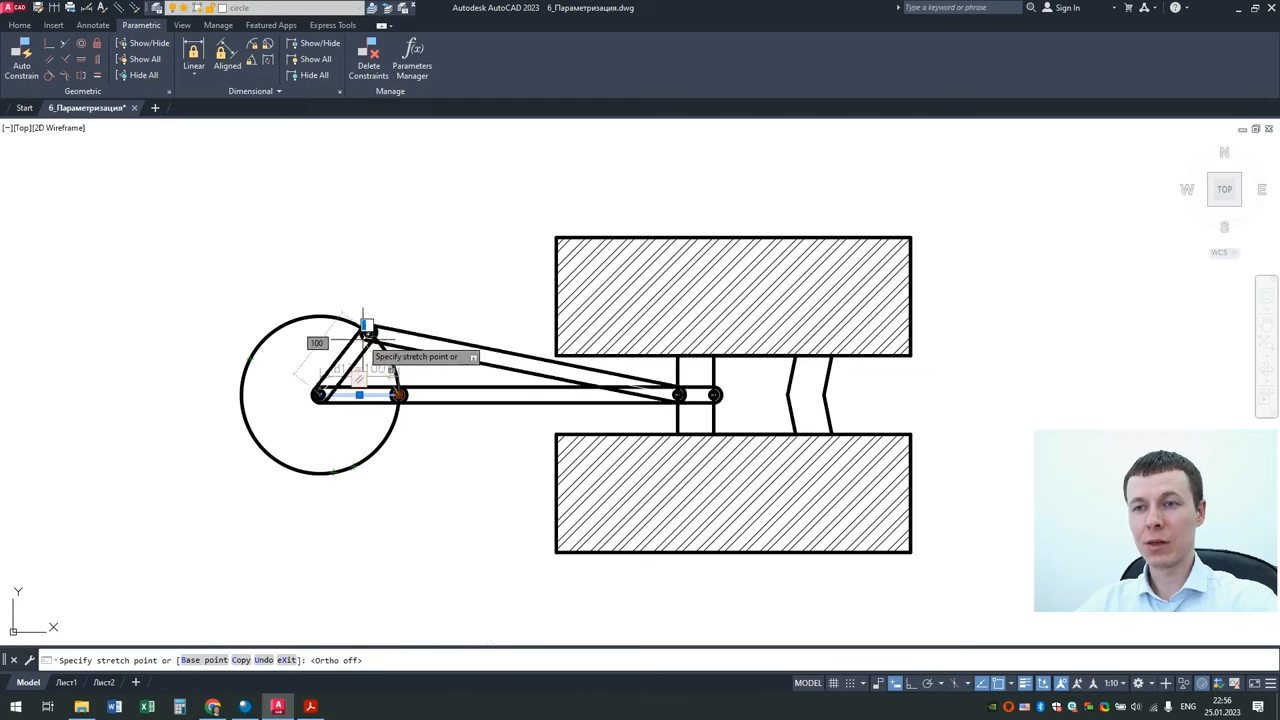 CAD
circle
Autodesk AutoCAD 2023 6_Параметризация.dwg
Type a keyword or phrase
Sign In
Home Insert Annotate Parametric View Manage Featured Apps Express Tools
Auto Constrain
Show/Hide
Show All
Hide All
Linear
Aligned
Show/Hide
Show All
Hide All
Delete Constraints
Parameters Manager
Geometric
Dimensional
Manage
Start 6_Параметризация*
[−][Top][2D Wireframe]
N
W TOP E
S
WCS
100
Specify stretch point or
Y
X
Specify stretch point or [Base point Copy Undo eXit]: <Ortho off>
Model Лист1 Лист2
MODEL
1:10
22:56
25.01.2023